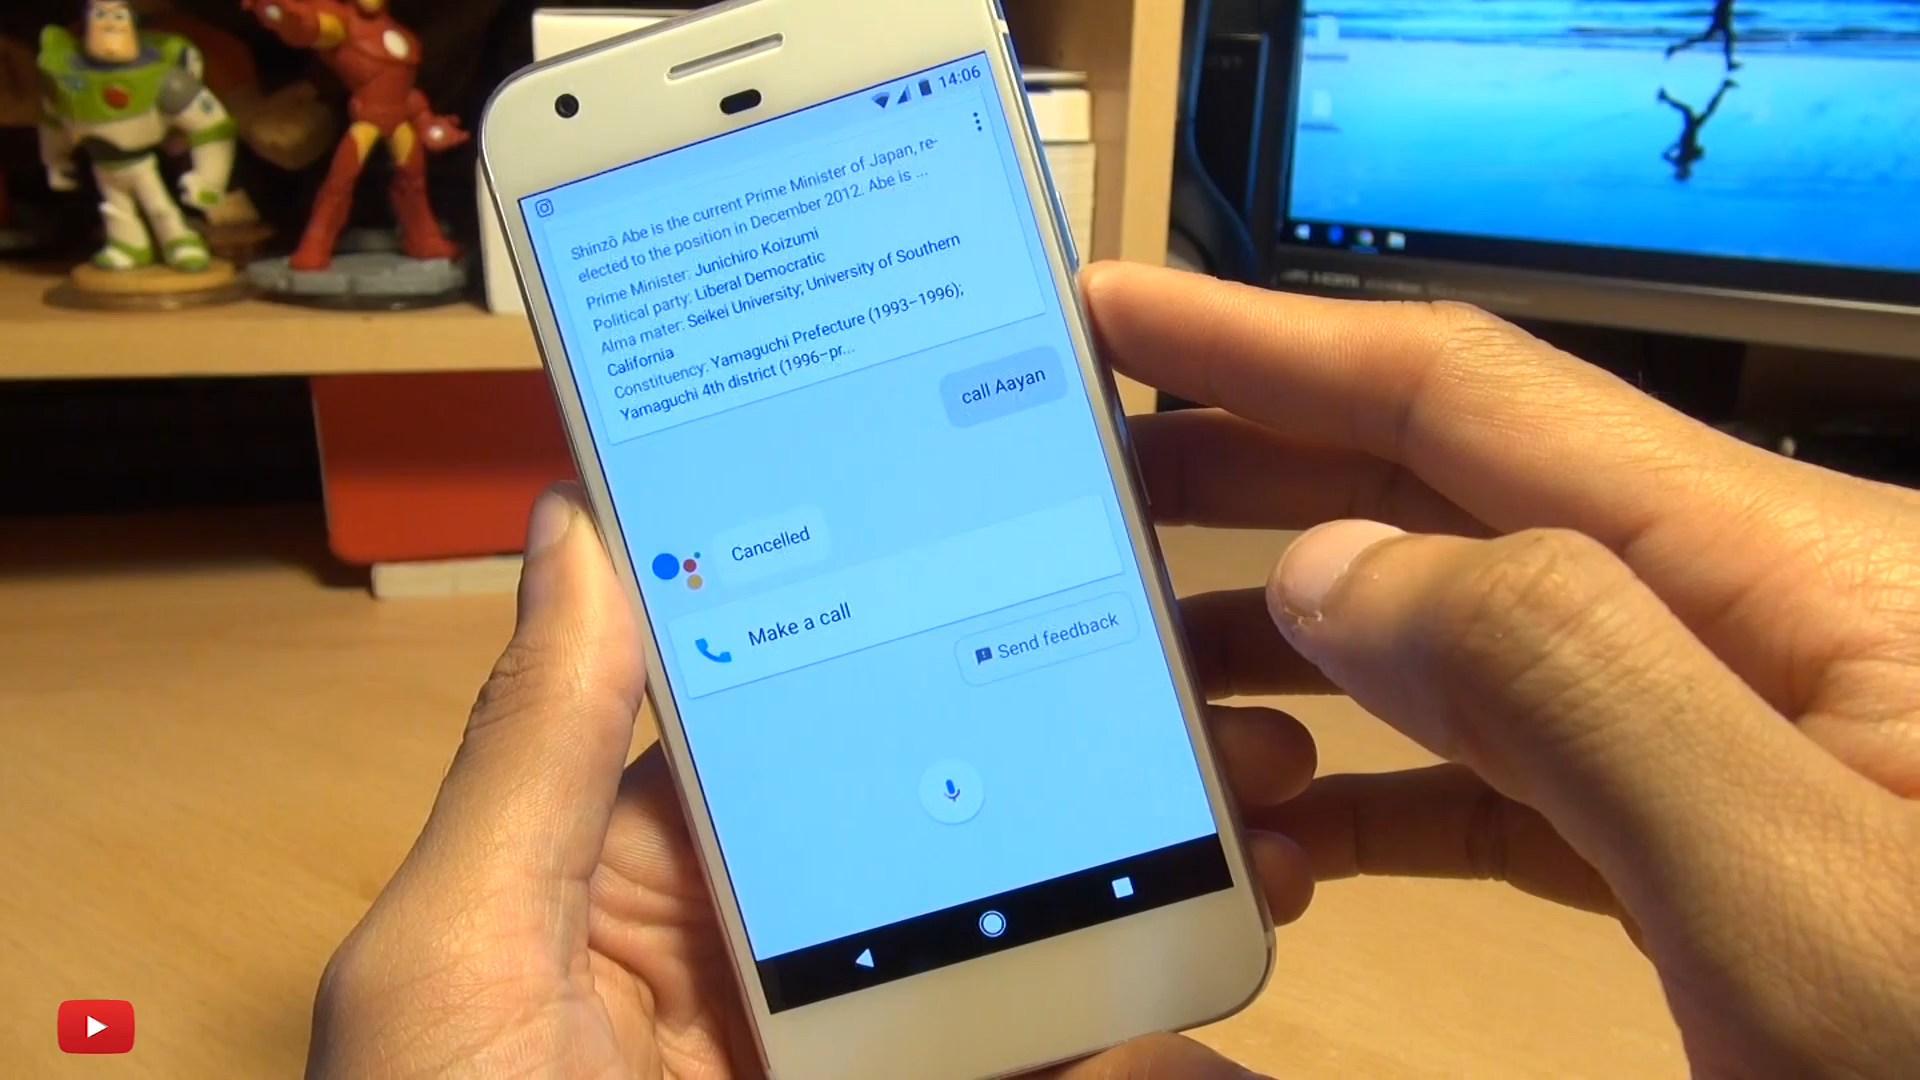 14:06
Shinzō Abe is the current Prime Minister of Japan, re-
elected to the position in December 2012. Abe is ...
Prime Minister: Junichiro Koizumi
Political party: Liberal Democratic
Alma mater: Seikei University; University of Southern
California
Constituency: Yamaguchi Prefecture (1993–1996);
Yamaguchi 4th district (1996–pr...
call Aayan
Cancelled
Make a call
Send feedback